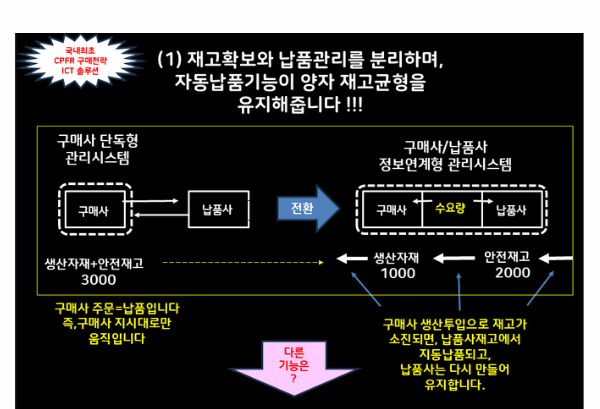 국내최초
CPFR 구매전략
ICT 솔루션
(1) 재고확보와 납품관리를 분리하며,
자동납품기능이 양자 재고균형을
유지해줍니다 !!!
구매사 단독형
관리시스템
구매사
납품사
전환
구매사/납품사
정보연계형 관리시스템
구매사
수요량
납품사
생산자재+안전재고
3000
생산자재
1000
안전재고
2000
구매사 주문=납품입니다
즉,구매사 지시대로만
움직입니다
다른
기능은
?
구매사 생산투입으로 재고가
소진되면, 납품사재고에서
지동납품되고,
납품사는 다시 만들어
유지합니다.